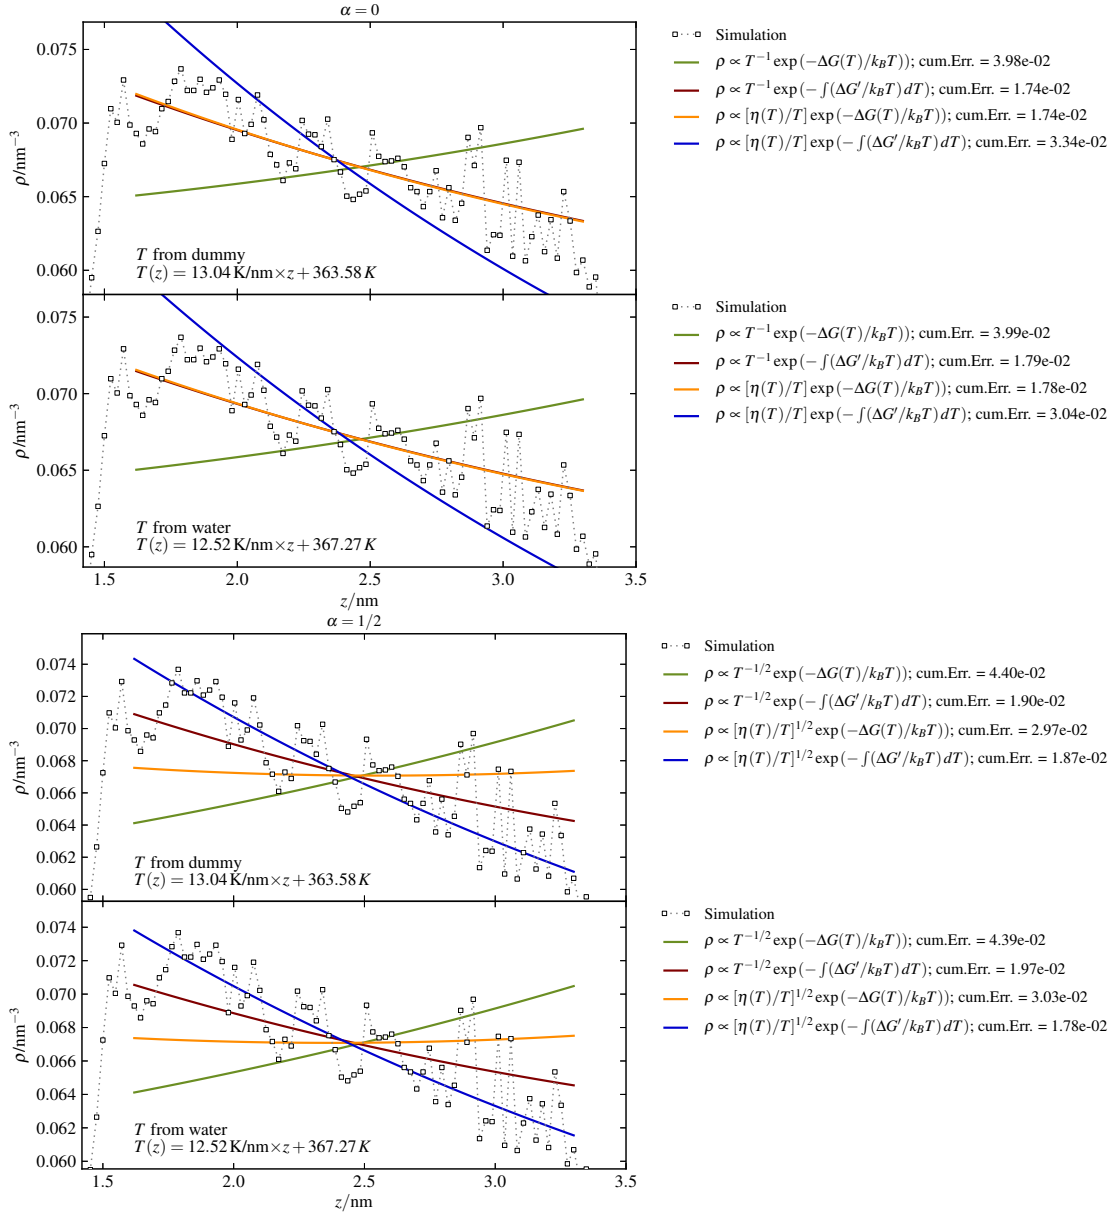 α = 0
0.075
0.070
0.065
0.060
ρ/nm⁻³
T from dummy
T(z) = 13.04 K/nm×z + 363.58 K
Simulation
ρ ∝ T⁻¹ exp(−ΔG(T)/k_BT)); cum.Err. = 3.98e-02
ρ ∝ T⁻¹ exp(−∫(ΔG′/k_BT) dT); cum.Err. = 1.74e-02
ρ ∝ [η(T)/T] exp(−ΔG(T)/k_BT)); cum.Err. = 1.74e-02
ρ ∝ [η(T)/T] exp(−∫(ΔG′/k_BT) dT); cum.Err. = 3.34e-02
0.075
0.070
0.065
0.060
ρ/nm⁻³
T from water
T(z) = 12.52 K/nm×z + 367.27 K
Simulation
ρ ∝ T⁻¹ exp(−ΔG(T)/k_BT)); cum.Err. = 3.99e-02
ρ ∝ T⁻¹ exp(−∫(ΔG′/k_BT) dT); cum.Err. = 1.79e-02
ρ ∝ [η(T)/T] exp(−ΔG(T)/k_BT)); cum.Err. = 1.78e-02
ρ ∝ [η(T)/T] exp(−∫(ΔG′/k_BT) dT); cum.Err. = 3.04e-02
1.5 2.0 2.5 3.0 3.5
z/nm
α = 1/2
0.074
0.072
0.070
0.068
0.066
0.064
0.062
0.060
ρ/nm⁻³
T from dummy
T(z) = 13.04 K/nm×z + 363.58 K
Simulation
ρ ∝ T⁻¹/² exp(−ΔG(T)/k_BT)); cum.Err. = 4.40e-02
ρ ∝ T⁻¹/² exp(−∫(ΔG′/k_BT) dT); cum.Err. = 1.90e-02
ρ ∝ [η(T)/T]¹/² exp(−ΔG(T)/k_BT)); cum.Err. = 2.97e-02
ρ ∝ [η(T)/T]¹/² exp(−∫(ΔG′/k_BT) dT); cum.Err. = 1.87e-02
0.074
0.072
0.070
0.068
0.066
0.064
0.062
0.060
ρ/nm⁻³
T from water
T(z) = 12.52 K/nm×z + 367.27 K
Simulation
ρ ∝ T⁻¹/² exp(−ΔG(T)/k_BT)); cum.Err. = 4.39e-02
ρ ∝ T⁻¹/² exp(−∫(ΔG′/k_BT) dT); cum.Err. = 1.97e-02
ρ ∝ [η(T)/T]¹/² exp(−ΔG(T)/k_BT)); cum.Err. = 3.03e-02
ρ ∝ [η(T)/T]¹/² exp(−∫(ΔG′/k_BT) dT); cum.Err. = 1.78e-02
1.5 2.0 2.5 3.0 3.5
z/nm